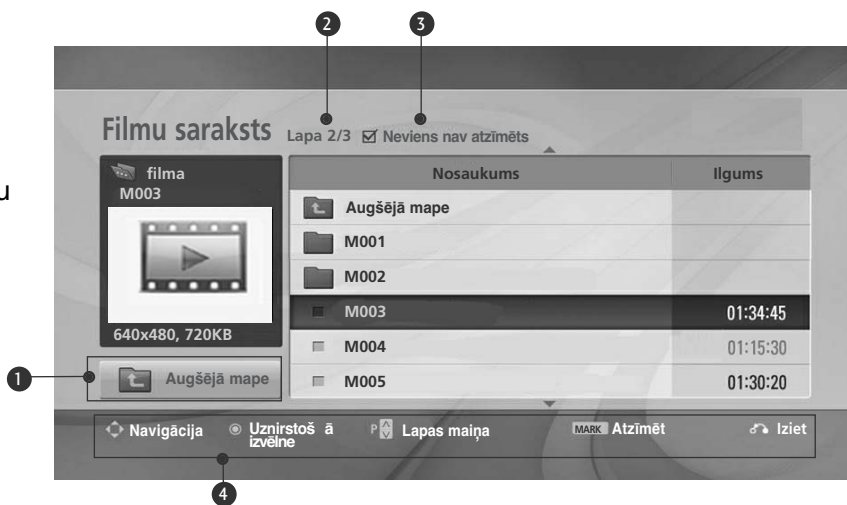 2 3
Filmu saraksts Lapa 2/3 Neviens nav atzīmēts
u
filma
M003
640x480, 720KB
1
Augšējā mape
Nosaukums Ilgums
Augšējā mape
M001
M002
M003 01:34:45
M004 01:15:30
M005 01:30:20
Navigācija Uznirstoš ā izvēlne P Lapas maiņa MARK Atzīmēt Iziet
4